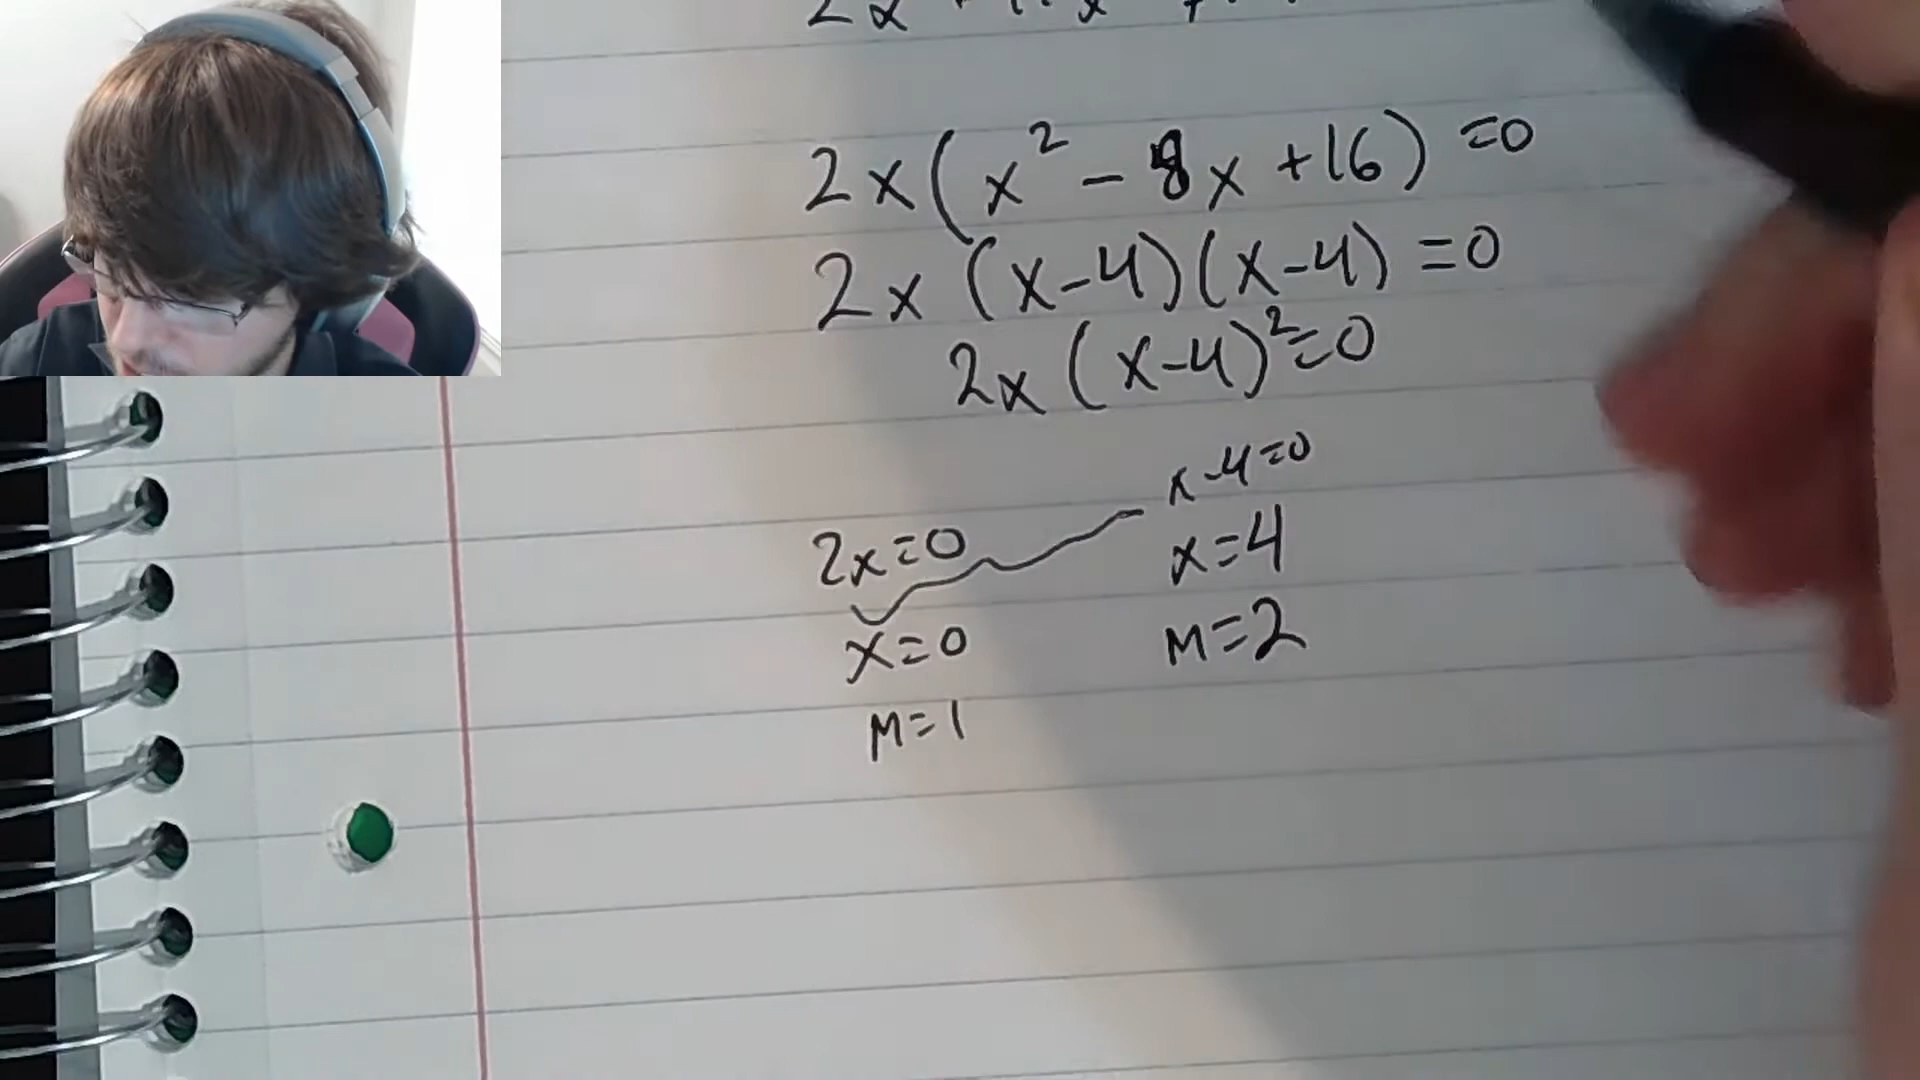 2x(x² - 8x + 16) = 0
2x(x-4)(x-4) = 0
2x(x-4)² = 0
x-4=0
2x=0
x=4
x=0
m=2
m=1